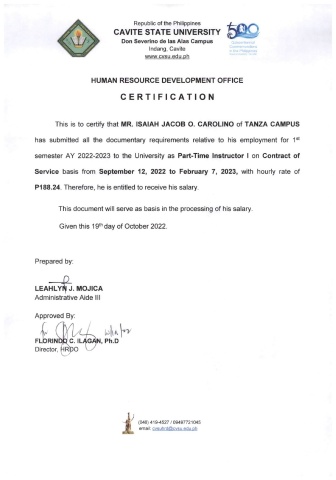 Republic of the Philippines
CAVITE STATE UNIVERSITY
Don Severino de las Alas Campus
Indang, Cavite
www.cvsu.edu.ph
HUMAN RESOURCE DEVELOPMENT OFFICE
CERTIFICATION
This is to certify that MR. ISAIAH JACOB O. CAROLINO of TANZA CAMPUS
has submitted all the documentary requirements relative to his employment for 1st
semester AY 2022-2023 to the University as Part-Time Instructor I on Contract of
Service basis from September 12, 2022 to February 7, 2023, with hourly rate of
P188.24. Therefore, he is entitled to receive his salary.
This document will serve as basis in the processing of his salary.
Given this 19th day of October 2022.
Prepared by:
LEAHLYN J. MOJICA
Administrative Aide III
Approved By:
FLORINDO C. ILAGAN, Ph.D
Director, HRDO
(046) 419-4527 / 09497721045
email: cvsuhrd@cvsu.edu.ph